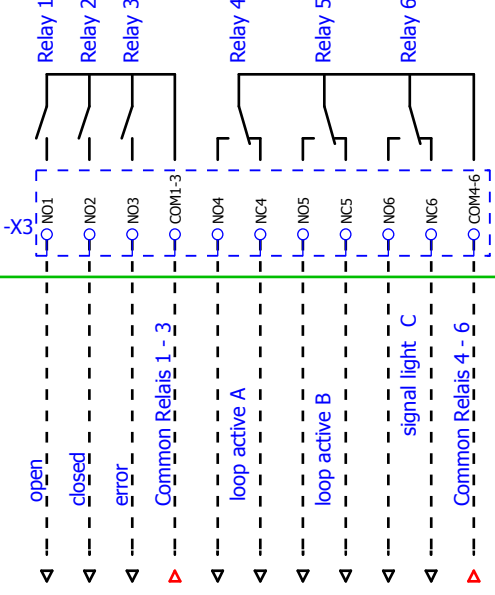 Relay 1
Relay 2
Relay 3
Relay 4
Relay 5
Relay 6
-X3
NO1
NO2
NO3
COM1-3
NO4
NC4
NO5
NC5
NO6
NC6
COM4-6
open
closed
error
Common Relais 1 - 3
loop active A
loop active B
signal light C
Common Relais 4 - 6